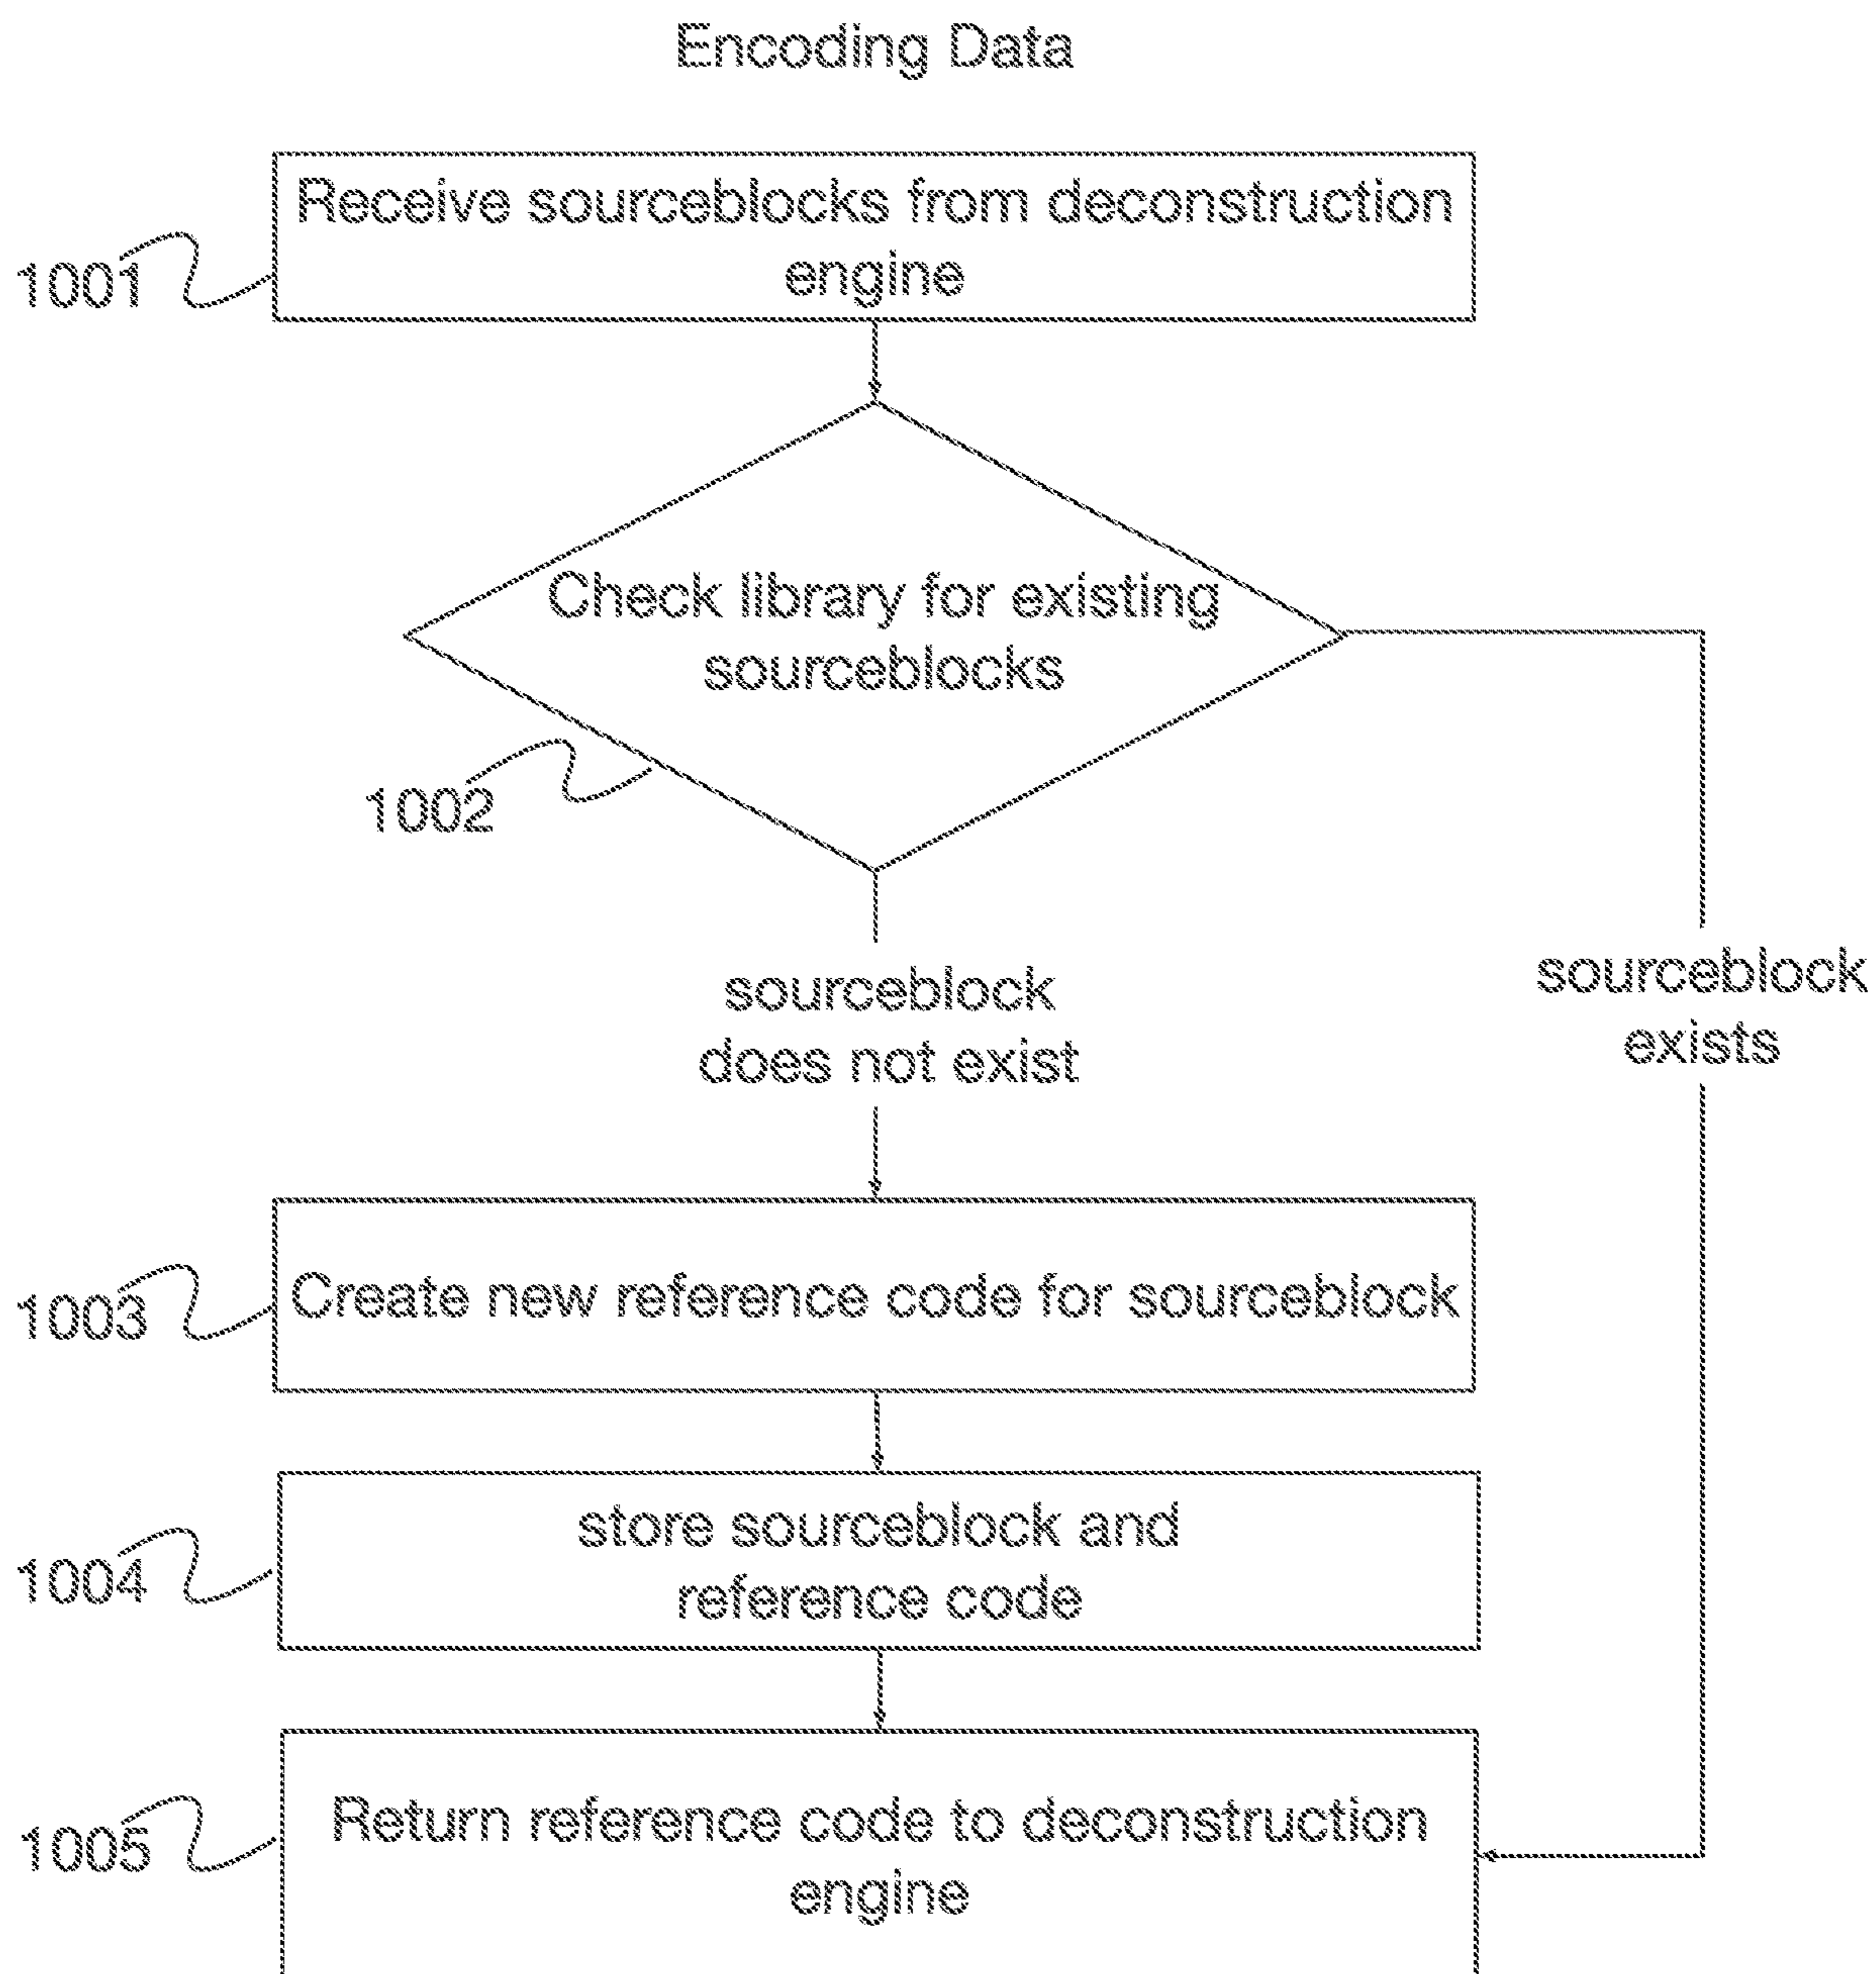 Encoding Data
Receive sourceblocks from deconstruction
engine
1001
Check library for existing
sourceblocks
1002
sourceblock
does not exist
sourceblock
exists
1003
Create new reference code for sourceblock
store sourceblock and
reference code
1004
Return reference code to deconstruction
engine
1005